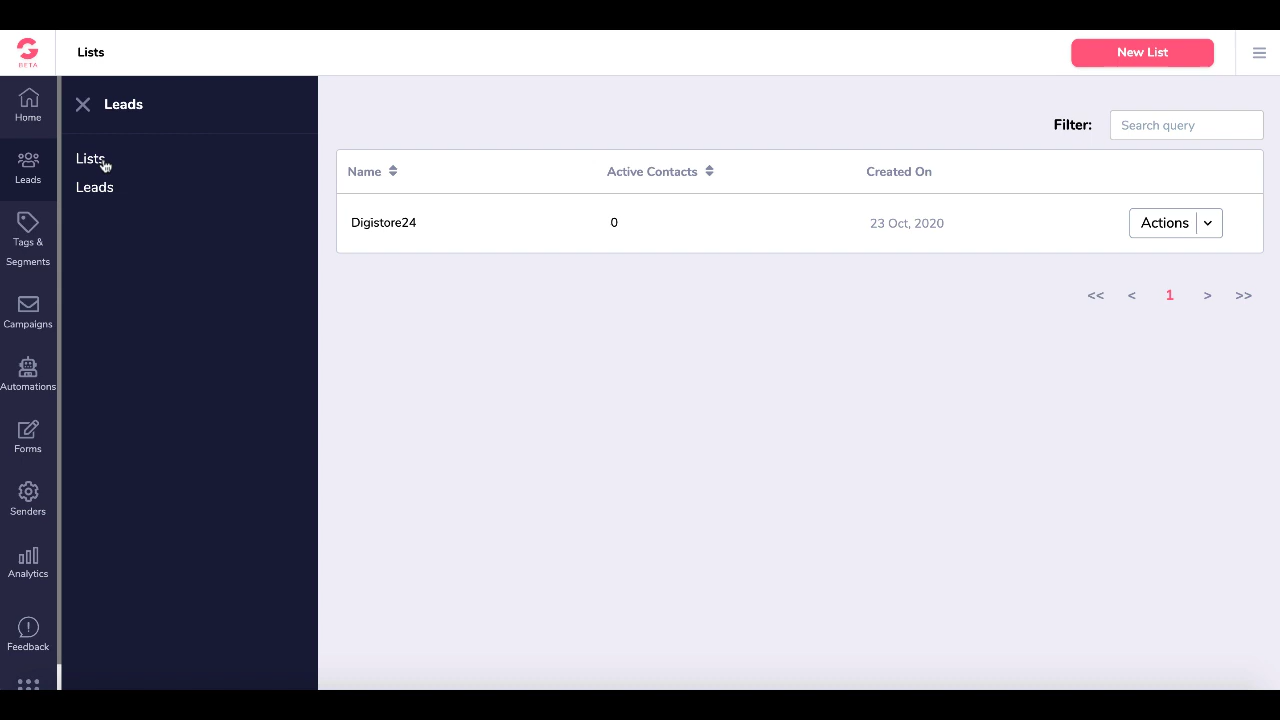 BETA
Lists
New List
Home
Leads
Tags &
Segments
Campaigns
Automations
Forms
Senders
Analytics
Feedback
Leads
Lists
Leads
Filter: Search query
Name Active Contacts Created On
Digistore24 0 23 Oct, 2020 Actions
<< < 1 > >>